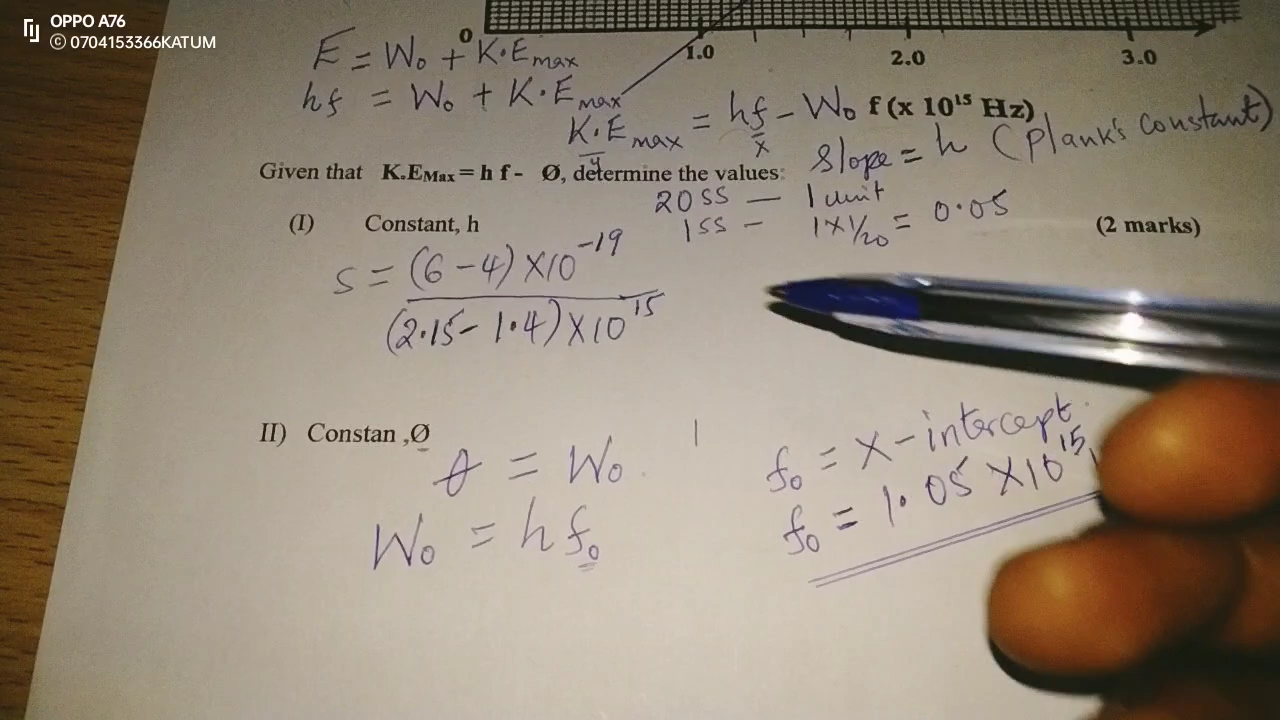 OPPO A76
© 0704153366KATUM
0 1.0 2.0 3.0
E = W₀ + K·E max
hf = W₀ + K·E max
K·E max = hf - W₀
y x
f (x 10¹⁵ Hz)
Slope = h (Plank's Constant)
Given that K.EMax = h f - Ø, determine the values:
20SS — 1 unit
1SS — 1×1/20 = 0.05
(I) Constant, h (2 marks)
S = (6-4)×10⁻¹⁹
(2.15-1.4)×10¹⁵
II) Constan ,Ø
θ = W₀
W₀ = hf₀
f₀ = x-intercept.
f₀ = 1.05 ×10¹⁵